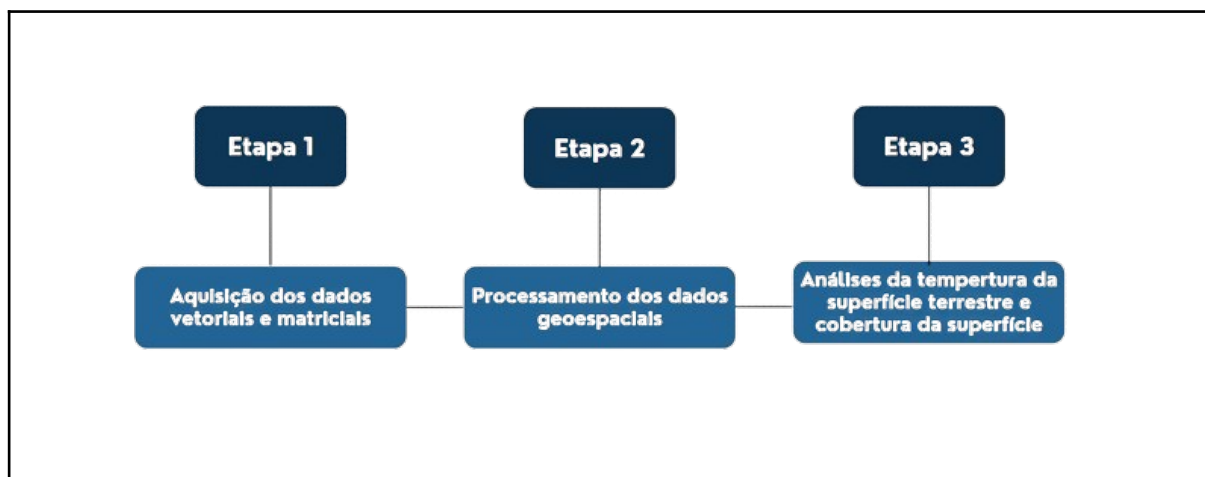 Etapa 1
Etapa 2
Etapa 3
Aquisição dos dados
vetoriais e matriciais
Processamento dos dados
geoespaciais
Análises da tempertura da
superfície terrestre e
cobertura da superfície